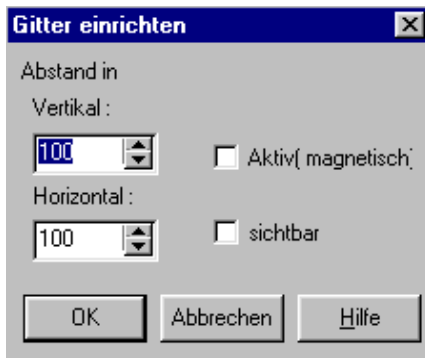 Gitter einrichten
Abstand in
Vertikal :
100
Aktiv( magnetisch)
Horizontal :
100
sichtbar
OK
Abbrechen
Hilfe